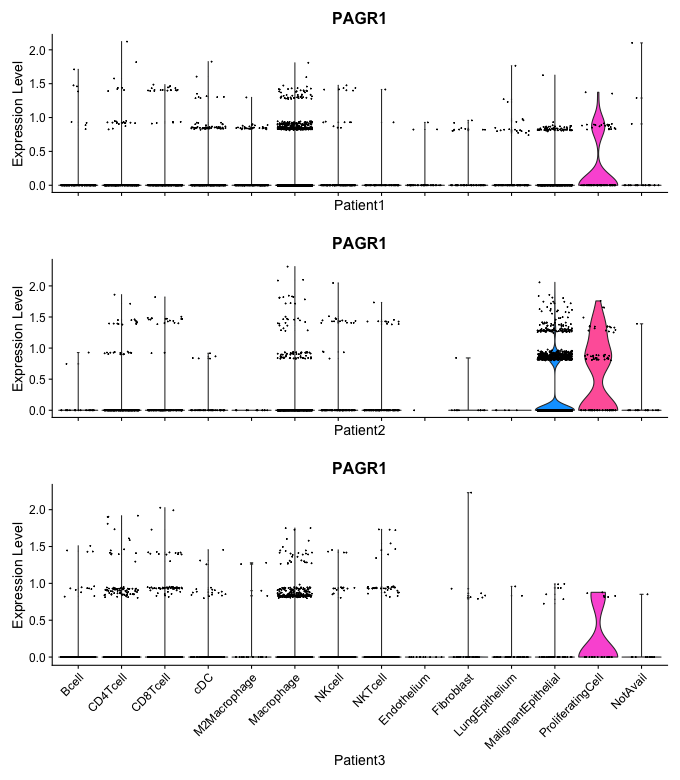 PAGR1
Expression Level
2.0
1.5
1.0
0.5
0.0
Patient1
PAGR1
Expression Level
2.0
1.5
1.0
0.5
0.0
Patient2
PAGR1
Expression Level
2.0
1.5
1.0
0.5
0.0
Bcell
CD4Tcell
CD8Tcell
cDC
M2Macrophage
Macrophage
NKcell
NKTcell
Endothelium
Fibroblast
LungEpithelium
MalignantEpithelial
ProliferatingCell
NotAvail
Patient3